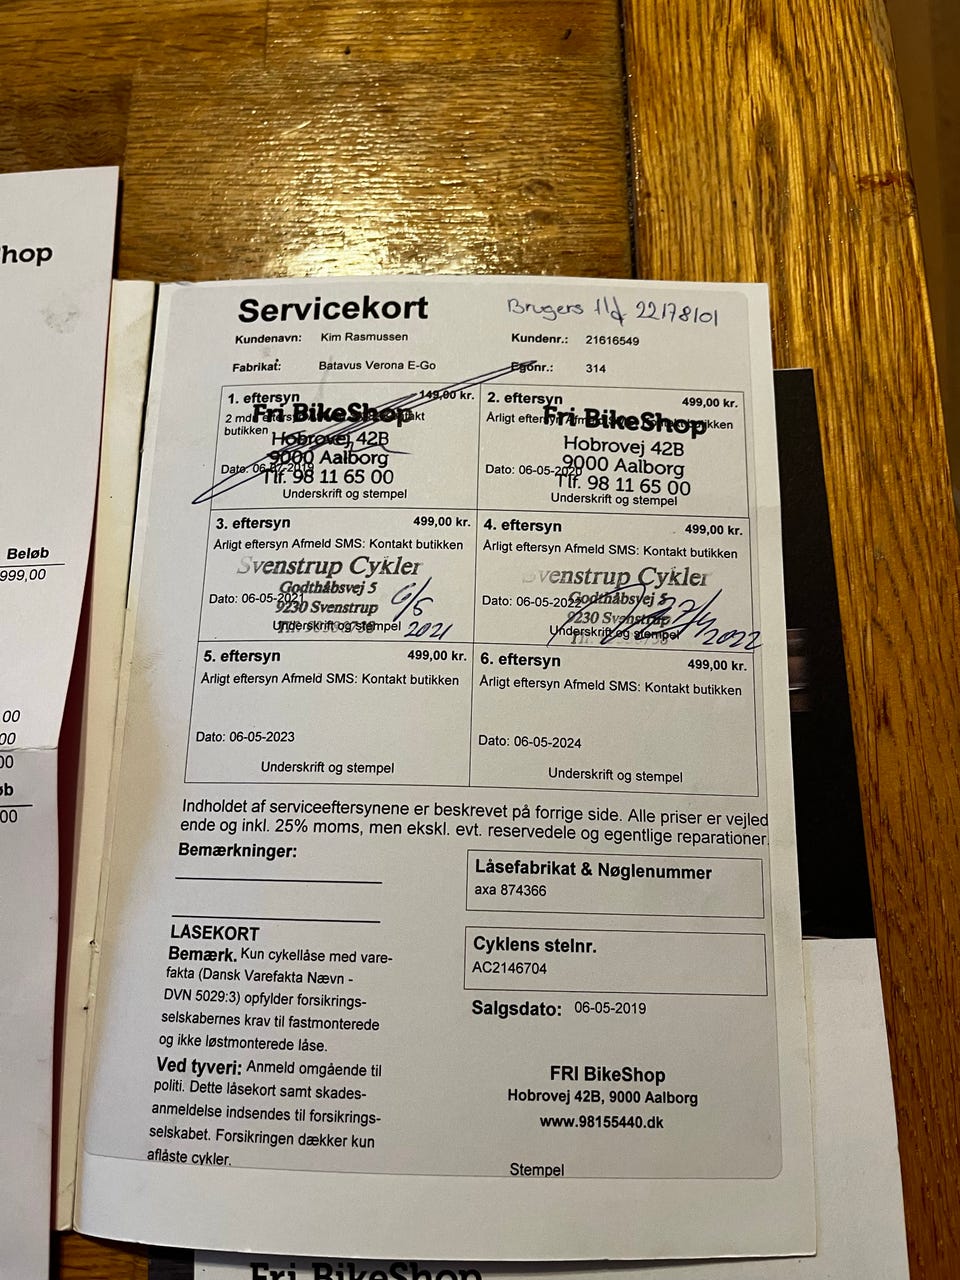 Shop
Beløb
999,00
00
00
00
øb
00
Servicekort
Brugers tlf 22178101
Kundenavn: Kim Rasmussen
Kundenr.: 21616549
Fabrikat: Batavus Verona E-Go
Egonr.: 314
1. eftersyn 149,00 kr.
butikken
Fri BikeShop
Hobrovej 42B
9000 Aalborg
Tlf. 98 11 65 00
Underskrift og stempel
2. eftersyn 499,00 kr.
Årligt eftersyn Afmeld SMS: Kontakt butikken
Fri BikeShop
Hobrovej 42B
9000 Aalborg
Dato: 06-05-2020
Tlf. 98 11 65 00
Underskrift og stempel
3. eftersyn 499,00 kr.
Årligt eftersyn Afmeld SMS: Kontakt butikken
Svenstrup Cykler
Godthåbsvej 5
Dato: 06-05-2021
9230 Svenstrup
6/5
2021
Underskrift og stempel
4. eftersyn 499,00 kr.
Årligt eftersyn Afmeld SMS: Kontakt butikken
Svenstrup Cykler
Godthåbsvej 5
Dato: 06-05-2022
9230 Svenstrup
27/4
2022
Underskrift og stempel
5. eftersyn 499,00 kr.
Årligt eftersyn Afmeld SMS: Kontakt butikken
Dato: 06-05-2023
Underskrift og stempel
6. eftersyn 499,00 kr.
Årligt eftersyn Afmeld SMS: Kontakt butikken
Dato: 06-05-2024
Underskrift og stempel
Indholdet af serviceeftersynene er beskrevet på forrige side. Alle priser er vejled
ende og inkl. 25% moms, men ekskl. evt. reservedele og egentlige reparationer.
Bemærkninger:
LÅSEKORT
Bemærk. Kun cykellåse med vare-
fakta (Dansk Varefakta Nævn -
DVN 5029:3) opfylder forsikrings-
selskabernes krav til fastmonterede
og ikke løstmonterede låse.
Ved tyveri: Anmeld omgående til
politi. Dette låsekort samt skades-
anmeldelse indsendes til forsikrings-
selskabet. Forsikringen dækker kun
aflåste cykler.
Låsefabrikat & Nøglenummer
axa 874366
Cyklens stelnr.
AC2146704
Salgsdato: 06-05-2019
FRI BikeShop
Hobrovej 42B, 9000 Aalborg
www.98155440.dk
Stempel
Fri BikeShop